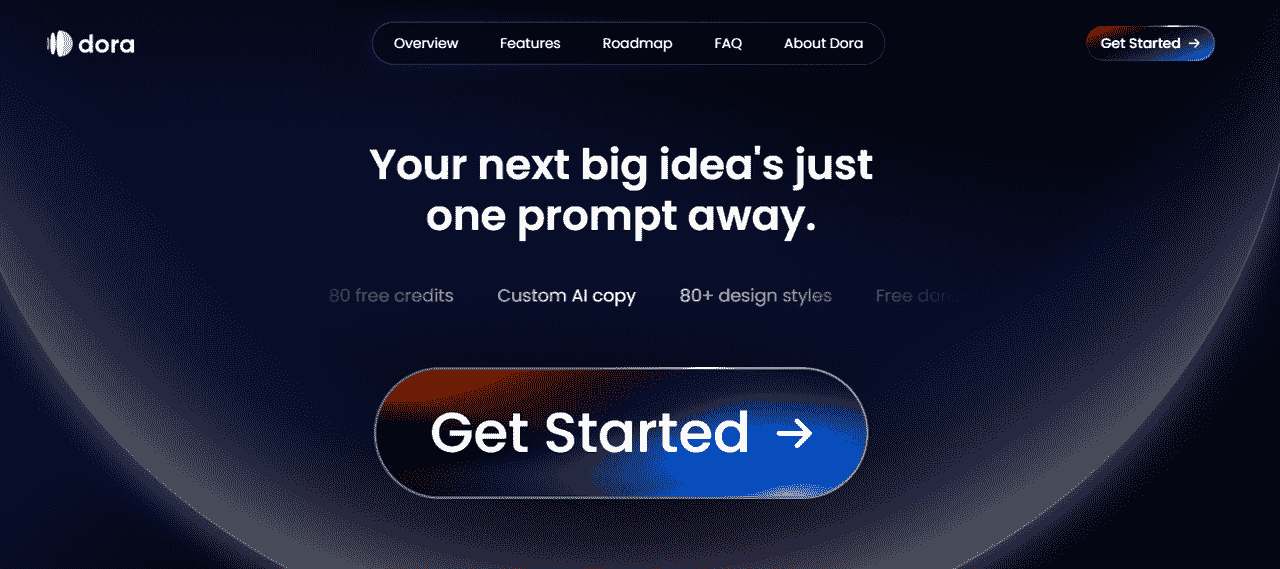 dora
Overview Features Roadmap FAQ About Dora
Get Started →
Your next big idea's just
one prompt away.
80 free credits Custom AI copy 80+ design styles Free
Get Started →